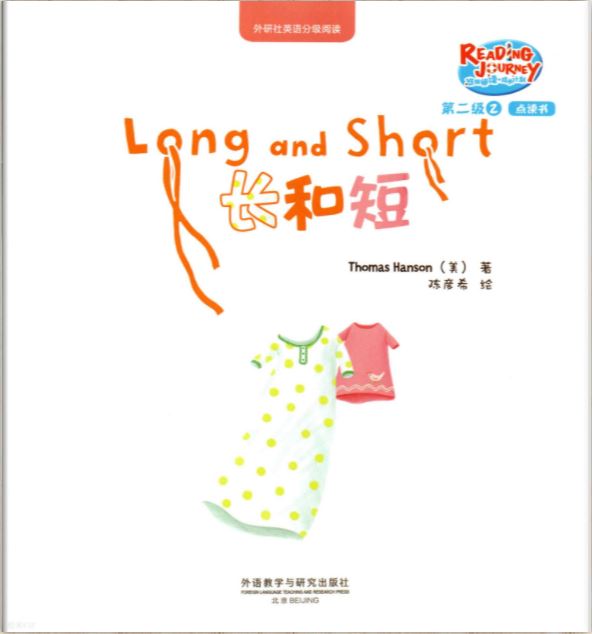 外研社英语分级阅读
READING
JOURNEY
第二级 2 点读书
Long and Short
长和短
Thomas Hanson（美）著
陈彦希 绘
外语教学与研究出版社
FOREIGN LANGUAGE TEACHING AND RESEARCH PRESS
北京 BEIJING